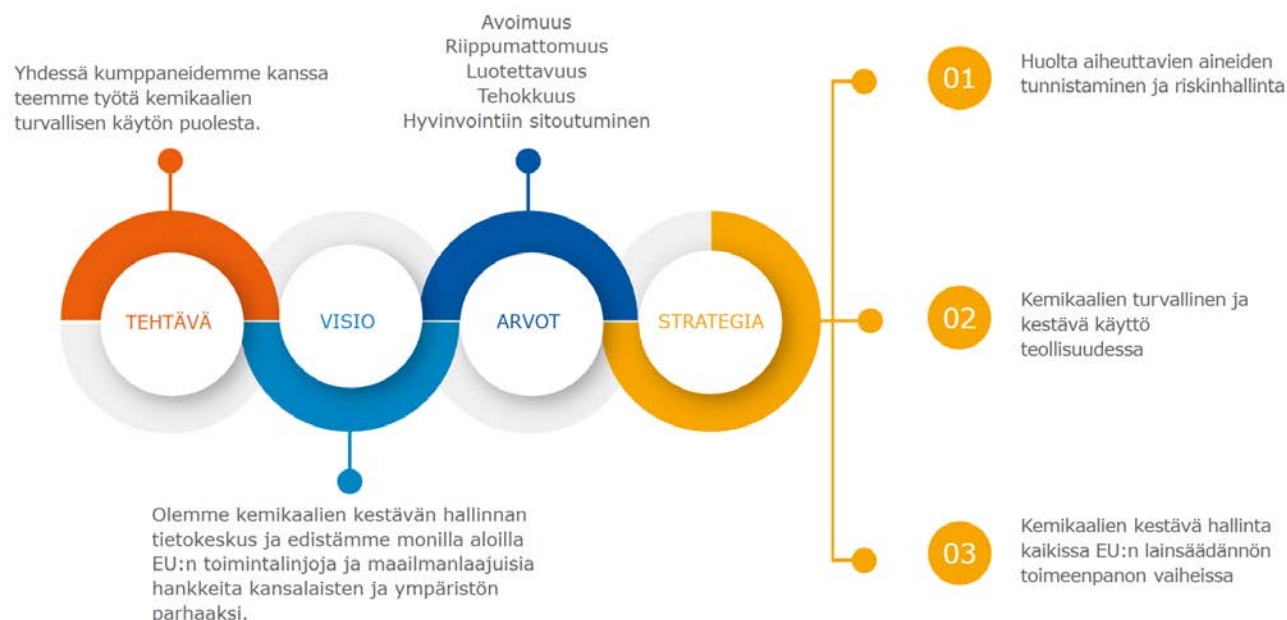 Yhdessä kumppaneidemme kanssa
teemme työtä kemikaalien
turvallisen käytön puolesta.
Avoimuus
Riippumattomuus
Luotettavuus
Tehokkuus
Hyvinvointiin sitoutuminen
TEHTÄVÄ
VISIO
ARVOT
STRATEGIA
Olemme kemikaalien kestävän hallinnan
tietokeskus ja edistämme monilla aloilla
EU:n toimintalinjoja ja maailmanlaajuisia
hankkeita kansalaisten ja ympäristön
parhaaksi.
01
Huolta aiheuttavien aineiden
tunnistaminen ja riskinhallinta
02
Kemikaalien turvallinen ja
kestävä käyttö
teollisuudessa
03
Kemikaalien kestävä hallinta
kaikissa EU:n lainsäädännön
toimeenpanon vaiheissa